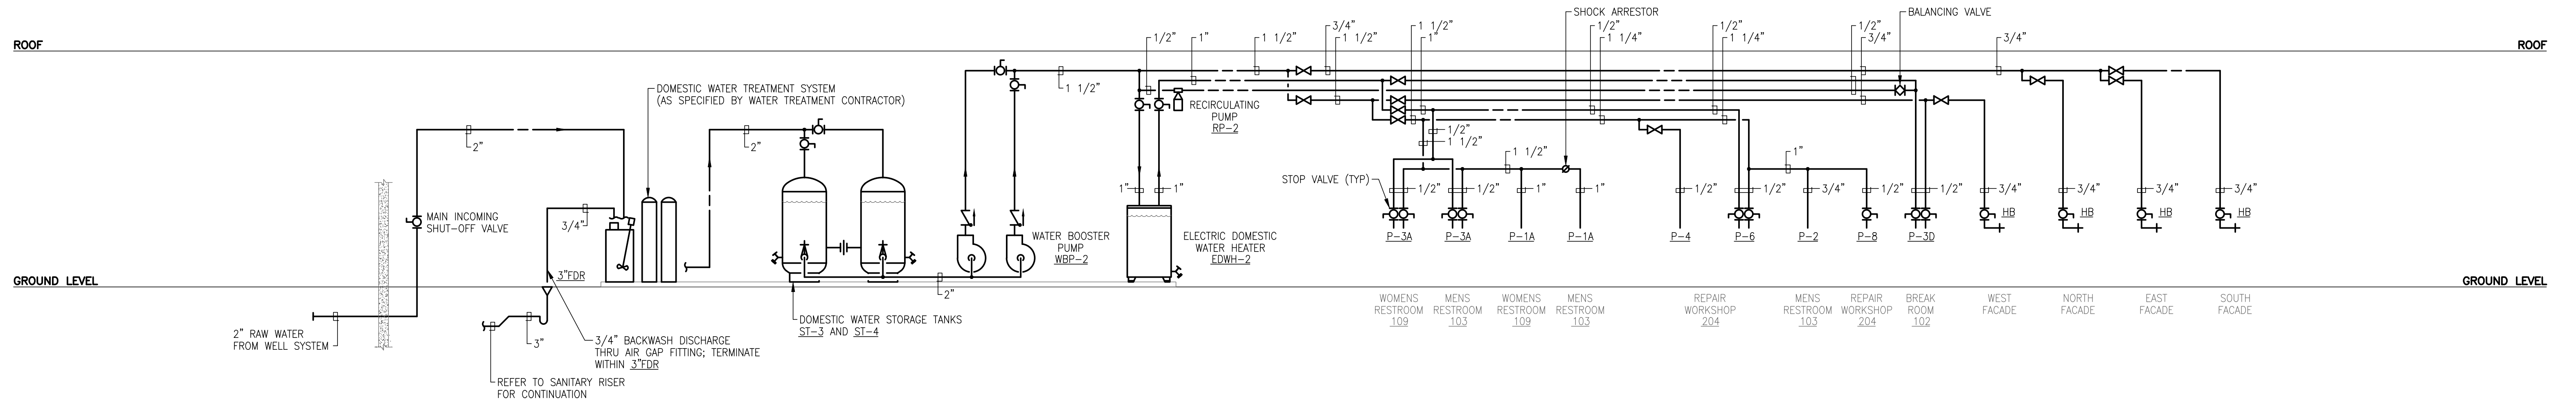 SHOCK ARRESTOR
BALANCING VALVE
3/4"
1 1/2"
1/2"
1/2"
1/2"
1/2"
1/2"
1"
1 1/2"
1 1/2"
1"
1 1/4"
1 1/4"
3/4"
3/4"
ROOF
ROOF
DOMESTIC WATER TREATMENT SYSTEM
(AS SPECIFIED BY WATER TREATMENT CONTRACTOR)
1 1/2"
RECIRCULATING
PUMP
RP-2
2"
2"
1/2"
1 1/2"
1 1/2"
1"
STOP VALVE (TYP)
1"
1"
1/2"
1/2"
1"
1"
1/2"
1/2"
3/4"
1/2"
1/2"
3/4"
3/4"
3/4"
3/4"
MAIN INCOMING
SHUT-OFF VALVE
3/4"
HB
HB
HB
HB
WATER BOOSTER
PUMP
WBP-2
ELECTRIC DOMESTIC
WATER HEATER
EDWH-2
P-3A
P-3A
P-1A
P-1A
P-4
P-6
P-2
P-8
P-3D
3"FDR
GROUND LEVEL
GROUND LEVEL
2"
WOMENS
RESTROOM
109
MENS
RESTROOM
103
WOMENS
RESTROOM
109
MENS
RESTROOM
103
REPAIR
WORKSHOP
204
MENS
RESTROOM
103
REPAIR
WORKSHOP
204
BREAK
ROOM
102
WEST
FACADE
NORTH
FACADE
EAST
FACADE
SOUTH
FACADE
DOMESTIC WATER STORAGE TANKS
ST-3 AND ST-4
2" RAW WATER
FROM WELL SYSTEM
3"
3/4" BACKWASH DISCHARGE
THRU AIR GAP FITTING; TERMINATE
WITHIN 3"FDR
REFER TO SANITARY RISER
FOR CONTINUATION